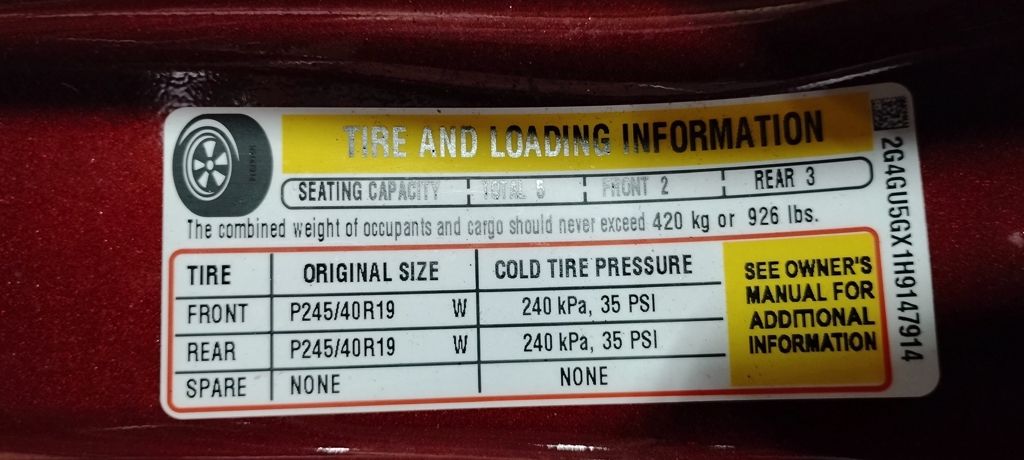 TIRE AND LOADING INFORMATION
SEATING CAPACITY TOTAL 5 FRONT 2 REAR 3
The combined weight of occupants and cargo should never exceed 420 kg or 926 lbs.
TIRE ORIGINAL SIZE COLD TIRE PRESSURE
FRONT P245/40R19 W 240 kPa, 35 PSI
REAR P245/40R19 W 240 kPa, 35 PSI
SPARE NONE NONE
SEE OWNER'S
MANUAL FOR
ADDITIONAL
INFORMATION
2G4GU5GX1H9147914